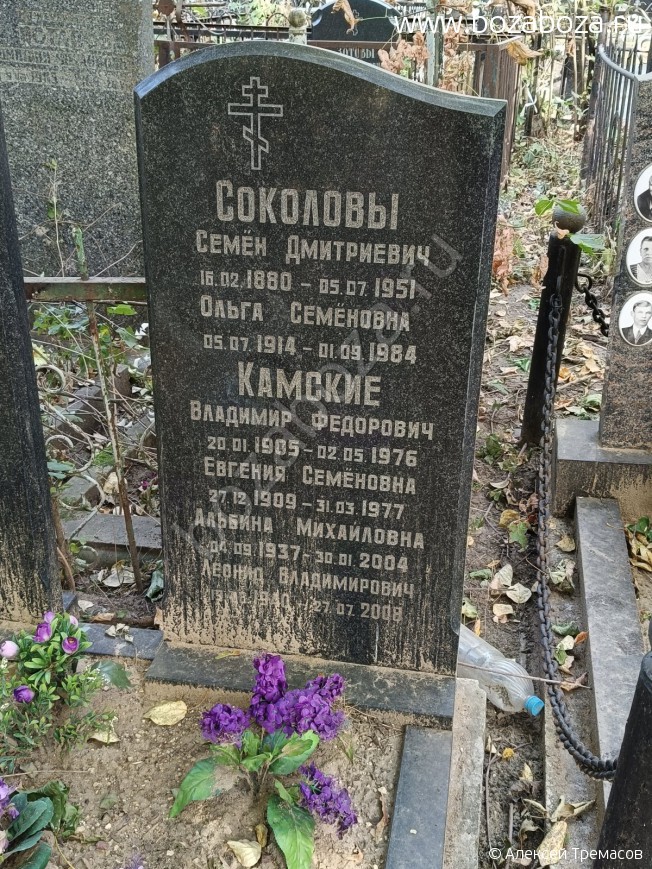 www.bozaboza.ru
СОКОЛОВЫ
СЕМЁН ДМИТРИЕВИЧ
16.02.1880 - 05.07.1951
ОЛЬГА СЕМЁНОВНА
05.07.1914 - 01.09.1984
КАМСКИЕ
ВЛАДИМИР ФЕДОРОВИЧ
20.01.1905 - 02.05.1976
ЕВГЕНИЯ СЕМЁНОВНА
27.12.1909 - 31.03.1977
АЛЬБИНА МИХАЙЛОВНА
04.09.1937 - 30.01.2004
ЛЕОНИД ВЛАДИМИРОВИЧ
27.07.2008
bozaboza.ru
© Алексей Тремасов